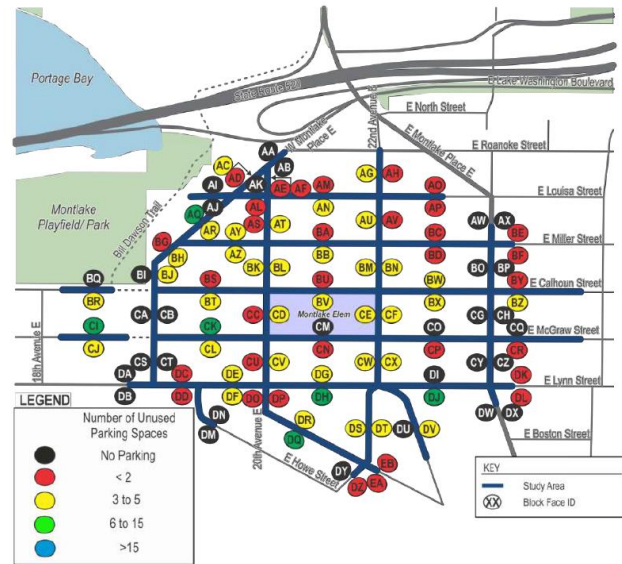 Portage Bay
State Route 520
E Lake Washington Boulevard
E North Street
22nd Avenue E
E Montlake Place E
W Montlake Place E
AA
E Roanoke Street
AC
AB
AD
AG
AH
AI
AK
AE
AF
AM
AO
E Louisa Street
AQ
AJ
AL
AN
AP
Montlake Playfield/ Park
Bill Dawson Trail
AR
AY
AS
AT
BA
AU
AV
BC
AW
AX
BE
E Miller Street
BG
BH
AZ
BB
BD
BF
BQ
BI
BJ
BS
BK
BL
BU
BM
BN
BW
BO
BP
BY
E Calhoun Street
BR
BT
BV
BX
BZ
18th Avenue E
CI
CA
CB
CK
CC
CD
Montlake Elem
CM
CE
CF
CO
CG
CH
CQ
E McGraw Street
CJ
CL
CN
CP
CR
CS
CT
CU
CV
CW
CX
CY
CZ
DA
DC
DE
DG
DI
DK
E Lynn Street
DB
DD
DF
DO
DP
DH
DJ
DL
DN
DM
20th Avenue E
DR
DQ
DS
DT
DU
DV
DW
DX
E Boston Street
E Howe Street
DY
EB
DZ
EA
LEGEND
Number of Unused
Parking Spaces
No Parking
< 2
3 to 5
6 to 15
>15
KEY
Study Area
XX
Block Face ID